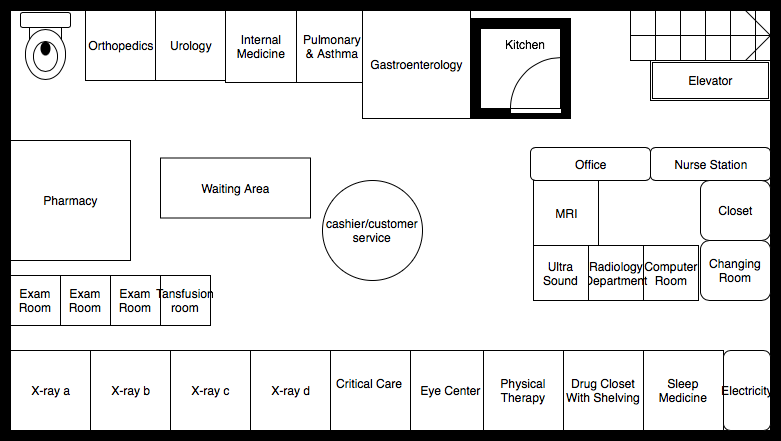 Orthopedics
Urology
Internal
Medicine
Pulmonary
& Asthma
Gastroenterology
Kitchen
Elevator
Pharmacy
Waiting Area
cashier/customer
service
Office
Nurse Station
MRI
Closet
Ultra
Sound
Radiology
Department
Computer
Room
Changing
Room
Exam
Room
Exam
Room
Exam
Room
Tansfusion
room
X-ray a
X-ray b
X-ray c
X-ray d
Critical Care
Eye Center
Physical
Therapy
Drug Closet
With Shelving
Sleep
Medicine
Electricity